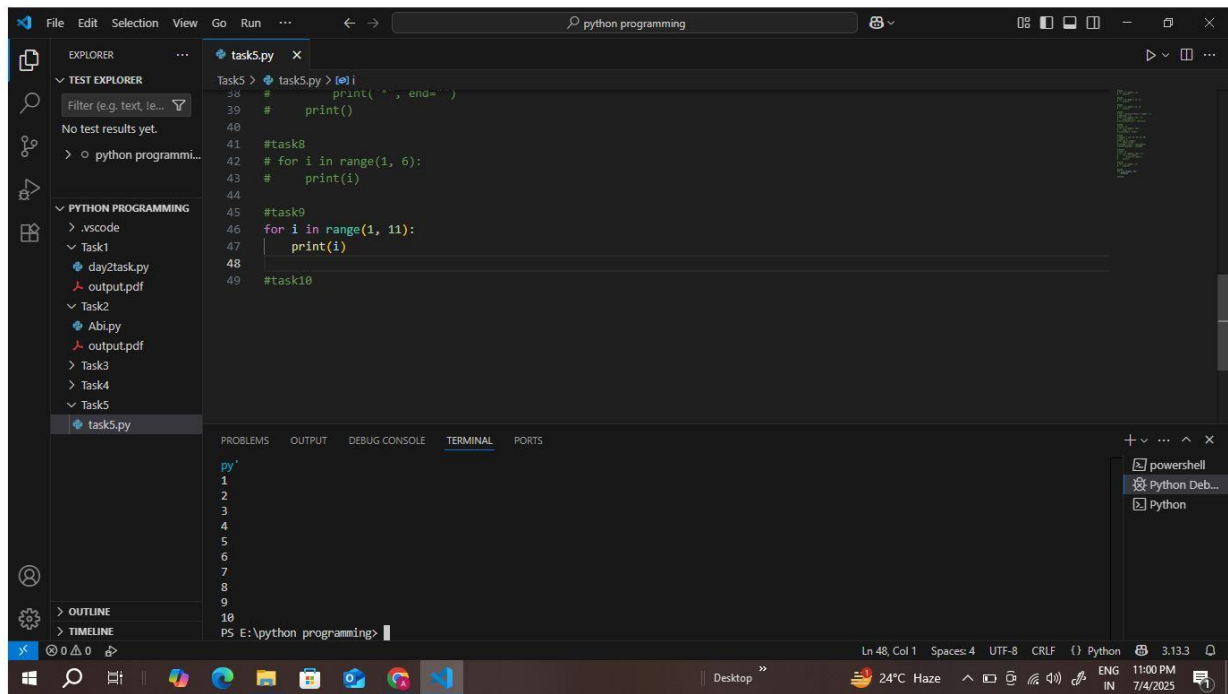 File Edit Selection View Go Run ··· ← → python programming
EXPLORER ···
TEST EXPLORER
Filter (e.g. text, !e...
No test results yet.
> python programmi...
PYTHON PROGRAMMING
> .vscode
Task1
day2task.py
output.pdf
Task2
Abi.py
output.pdf
> Task3
> Task4
Task5
task5.py
> OUTLINE
> TIMELINE
task5.py ×
Task5 > task5.py > i
38 # print("*", end=" ")
39 # print()
40
41 #task8
42 # for i in range(1, 6):
43 # print(i)
44
45 #task9
46 for i in range(1, 11):
47 print(i)
48
49 #task10
PROBLEMS OUTPUT DEBUG CONSOLE TERMINAL PORTS
py'
1
2
3
4
5
6
7
8
9
10
PS E:\python programming>
powershell
Python Deb...
Python
0 0 Ln 48, Col 1 Spaces: 4 UTF-8 CRLF {} Python 3.13.3
Desktop » 24°C Haze ENG IN 11:00 PM 7/4/2025 1